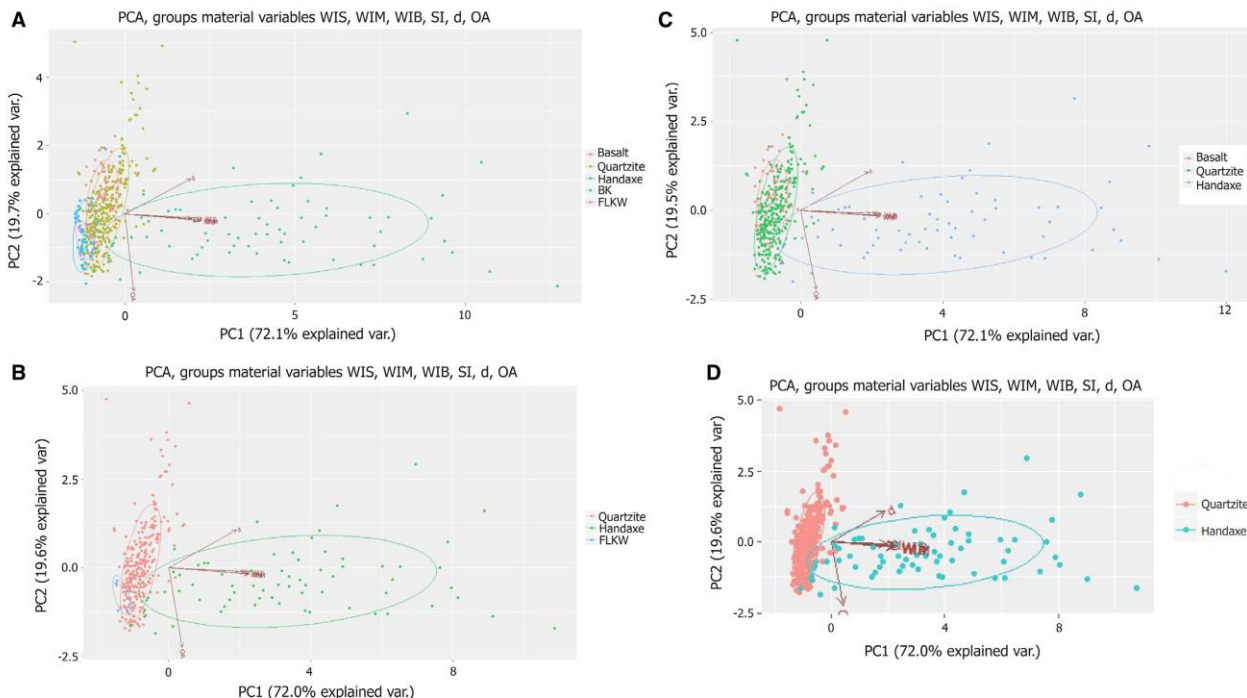 A
PCA, groups material variables WIS, WIM, WIB, SI, d, OA
PC2 (19.7% explained var.)
4
2
0
-2
0
5
10
PC1 (72.1% explained var.)
Basalt
Quartzite
Handaxe
BK
FLKW
B
PCA, groups material variables WIS, WIM, WIB, SI, d, OA
PC2 (19.6% explained var)
5.0
2.5
0.0
-2.5
0
4
8
PC1 (72.0% explained var.)
Quartzite
Handaxe
FLKW
C
PCA, groups material variables WIS, WIM, WIB, SI, d, OA
PC2 (19.5% explained var.)
5.0
2.5
0.0
-2.5
0
4
8
12
PC1 (72.1% explained var.)
Basalt
Quartzite
Handaxe
D
PCA, groups material variables WIS, WIM, WIB, SI, d, OA
PC2 (19.6% explained var)
5.0
2.5
0.0
-2.5
d
0
4
8
PC1 (72.0% explained var.)
Quartzite
Handaxe